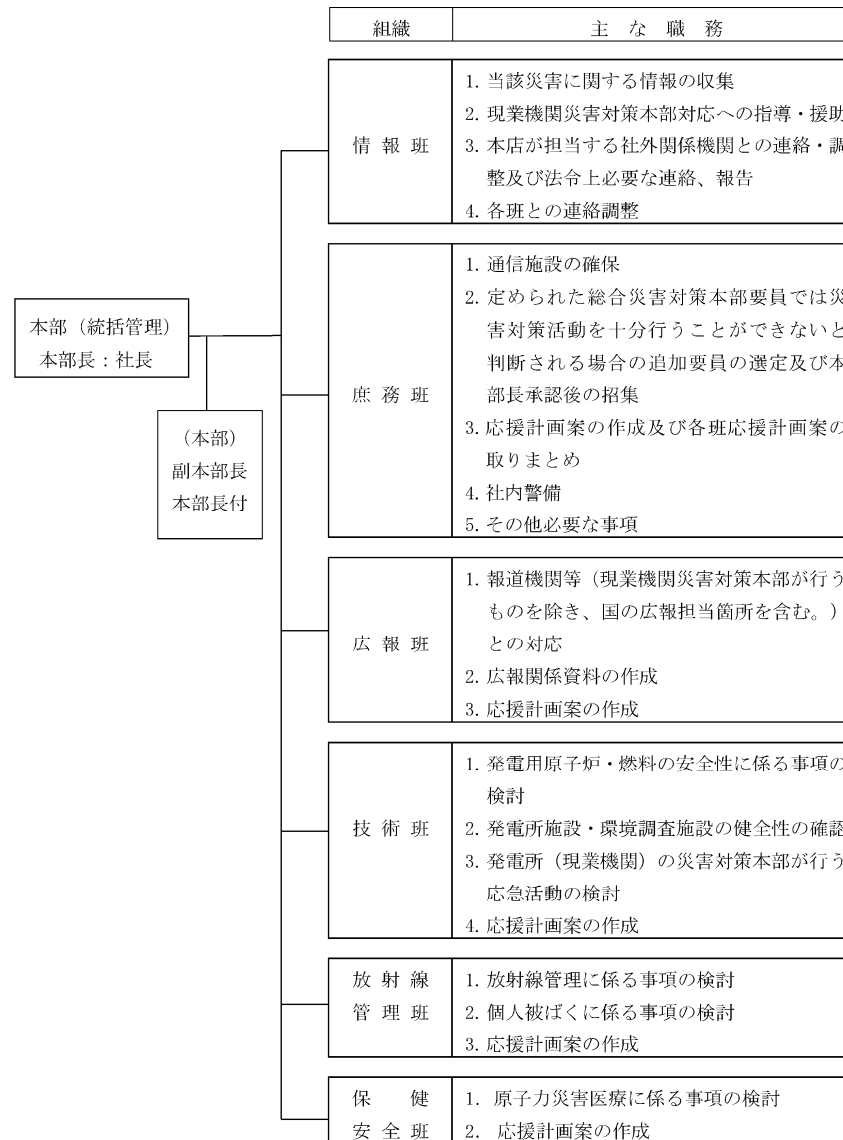 組織 主な職務
情報班
1. 当該災害に関する情報の収集
2. 現業機関災害対策本部対応への指導・援助
3. 本店が担当する社外関係機関との連絡・調
整及び法令上必要な連絡、報告
4. 各班との連絡調整
本部（統括管理）
本部長：社長
（本部）
副本部長
本部長付
庶務班
1. 通信施設の確保
2. 定められた総合災害対策本部要員では災
害対策活動を十分行うことができないと
判断される場合の追加要員の選定及び本
部長承認後の招集
3. 応援計画案の作成及び各班応援計画案の
取りまとめ
4. 社内警備
5. その他必要な事項
広報班
1. 報道機関等（現業機関災害対策本部が行う
ものを除き、国の広報担当箇所を含む。）
との対応
2. 広報関係資料の作成
3. 応援計画案の作成
技術班
1. 発電用原子炉・燃料の安全性に係る事項の
検討
2. 発電所施設・環境調査施設の健全性の確認
3. 発電所（現業機関）の災害対策本部が行う
応急活動の検討
4. 応援計画案の作成
放射線
管理班
1. 放射線管理に係る事項の検討
2. 個人被ばくに係る事項の検討
3. 応援計画案の作成
保健
安全班
1. 原子力災害医療に係る事項の検討
2. 応援計画案の作成